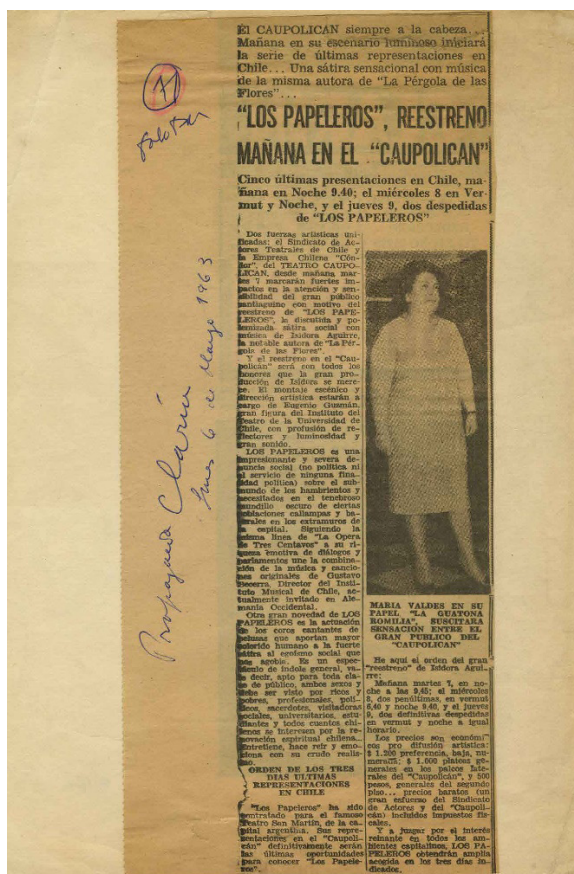 El CAUPOLICAN siempre a la cabeza...
Mañana en su escenario luminoso iniciará
la serie de últimas representaciones en
Chile... Una sátira sensacional con música
de la misma autora de "La Pérgola de las
Flores"...
"LOS PAPELEROS", REESTRENO
MAÑANA EN EL "CAUPOLICAN"
Cinco últimas presentaciones en Chile, ma-
ñana en Noche 9.40; el miércoles 8 en Ver-
mut y Noche, y el jueves 9, dos despedidas
de "LOS PAPELEROS"
Dos fuerzas artísticas uni-
ficadas: el Sindicato de Ac-
tores Teatrales de Chile y
la Empresa Chilena "Cón-
dor", del TEATRO CAUPO-
LICAN, desde mañana mar-
tes 7 marcarán fuertes im-
pactos en la atención y sen-
sibilidad del gran público
santiaguino con motivo del
reestreno de "LOS PAPE-
LEROS", la discutida y po-
lemizada sátira social con
música de Isidora Aguirre,
la notable autora de "La Pér-
gola de las Flores".
Y el reestreno en el "Cau-
polican" será con todos los
honores que la gran pro-
ducción de Isidora se mere-
ce. El montaje escénico y
dirección artística estarán a
cargo de Eugenio Guzmán,
gran figura del Instituto del
Teatro de la Universidad de
Chile, con profusión de re-
flectores y luminosidad y
gran sonido.
LOS PAPELEROS es una
impresionante y severa de-
nuncia social (no política ni
al servicio de ninguna fina-
lidad política) sobre el sub-
mundo de los hambrientos y
necesitados en el tenebroso
mundillo oscuro de ciertas
poblaciones callampas y ba-
surales en los extramuros de
la capital. Siguiendo la
misma línea de "La Opera
de Tres Centavos" a su ri-
queza emotiva de diálogos y
parlamentos une la combina-
ción de la música y cancio-
nes originales de Gustavo
Becerra, Director del Insti-
tuto Musical de Chile, ac-
tualmente invitado en Ale-
mania Occidental.
Otra gran novedad de LOS
PAPELEROS es la actuación
de los coros cantantes de
pelusas que aportan mayor
colorido humano a la fuerte
sátira al egoísmo social que
nos agobia. Es un espec-
táculo de índole general, va-
le decir, apto para toda cla-
se de público, ambos sexos y
debe ser visto por ricos y
pobres, profesionales, polí-
ticos, sacerdotes, visitadoras
sociales, universitarios, estu-
diantes y todos cuantos chi-
lenos se interesen por la re-
novación espiritual chilena...
Entretiene, hace reír y emo-
ciona con su crudo realis-
mo.
ORDEN DE LOS TRES
DIAS ULTIMAS
REPRESENTACIONES
EN CHILE
"Los Papeleros" ha sido
contratado para el famoso
Teatro San Martín, de la ca-
pital argentina. Sus repre-
sentaciones en el "Caupoli-
cán" definitivamente serán
las últimas oportunidades
para conocer "Los Papele-
ros".
MARIA VALDES EN SU
PAPEL "LA GUATONA
ROMILIA", SUSCITARA
SENSACION ENTRE EL
GRAN PUBLICO DEL
"CAUPOLICAN"
He aquí el orden del gran
"reestreno" de Isidora Agui-
rre:
Mañana martes 7, en no-
che a las 9,45; el miércoles
8, dos penúltimas, en vermut
6,40 y noche 9,40, y el jueves
9, dos definitivas despedidas
en vermut y noche a igual
horario.
Los precios son económi-
cos pro difusión artística:
$ 1.200 preferencia, baja, nu-
merada; $ 1.000 plateas ge-
nerales en los palcos late-
rales del "Caupolicán", y 500
pesos, generales del segundo
piso... precios baratos (un
gran esfuerzo del Sindicato
de Actores y del "Caupoli-
cán) incluidos impuestos fis-
cales.
Y a juzgar por el interés
reinante en todos los am-
bientes capitalinos, LOS PA-
PELEROS obtendrán amplia
acogida en los tres días in-
dicados.
Propaganda Clarín
lunes 6 de Mayo 1963